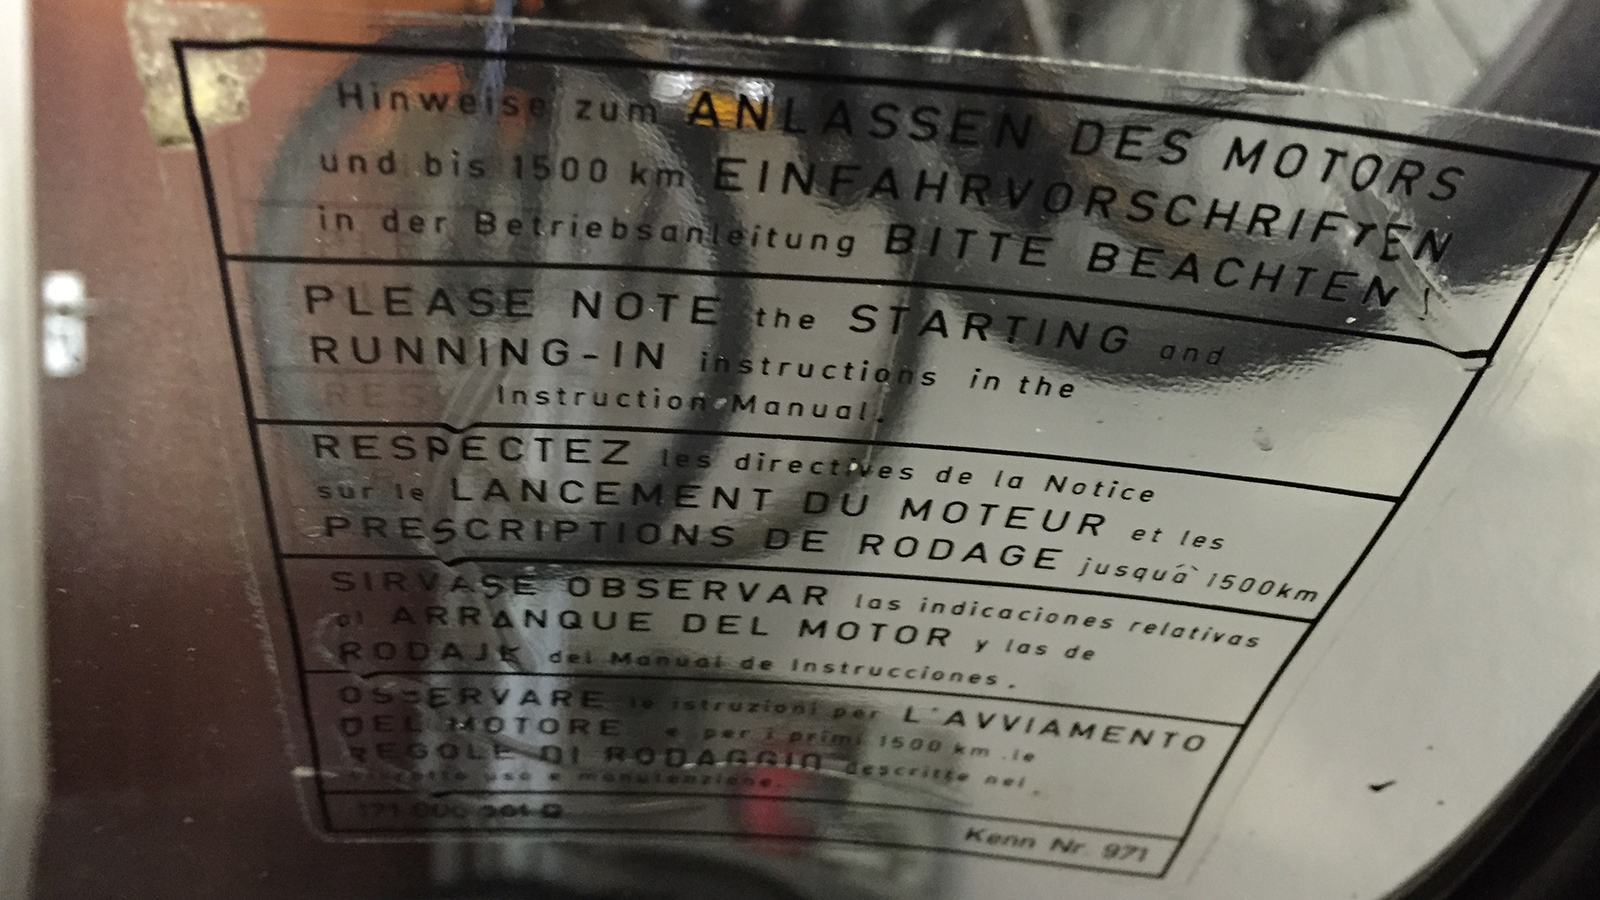 Hinweise zum ANLASSEN DES MOTORS
und bis 1500 km EINFAHRVORSCHRIFTEN
in der Betriebsanleitung BITTE BEACHTEN!
PLEASE NOTE the STARTING and
RUNNING-IN instructions in the
Instruction Manual.
RESPECTEZ les directives de la Notice
sur le LANCEMENT DU MOTEUR et les
PRESCRIPTIONS DE RODAGE jusquá` 1500km
SIRVASE OBSERVAR las indicaciones relativas
al ARRANQUE DEL MOTOR y las de
RODAJE del Manual de Instrucciones.
OSSERVARE le istruzioni per L'AVVIAMENTO
DEL MOTORE e per i primi 1500 km .le
REGOLE DI RODAGGIO descritte nel
uso e manutenzione.
Kenn Nr. 971